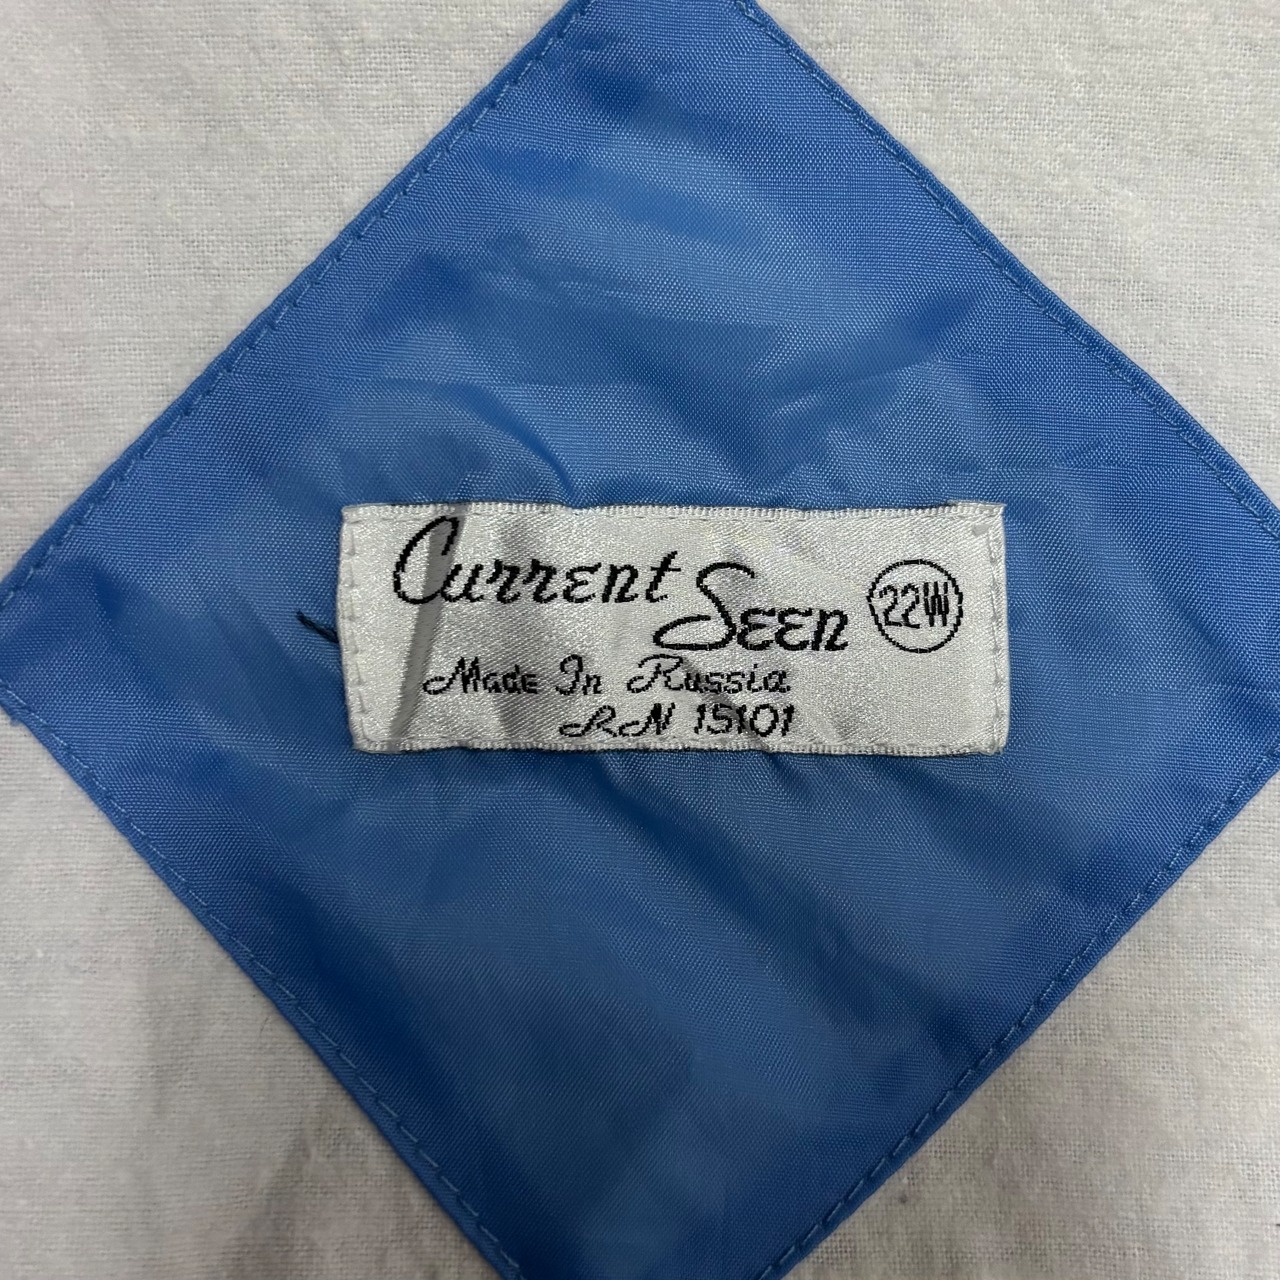 Current
Seen 22W
Made In Russia
RN 15101